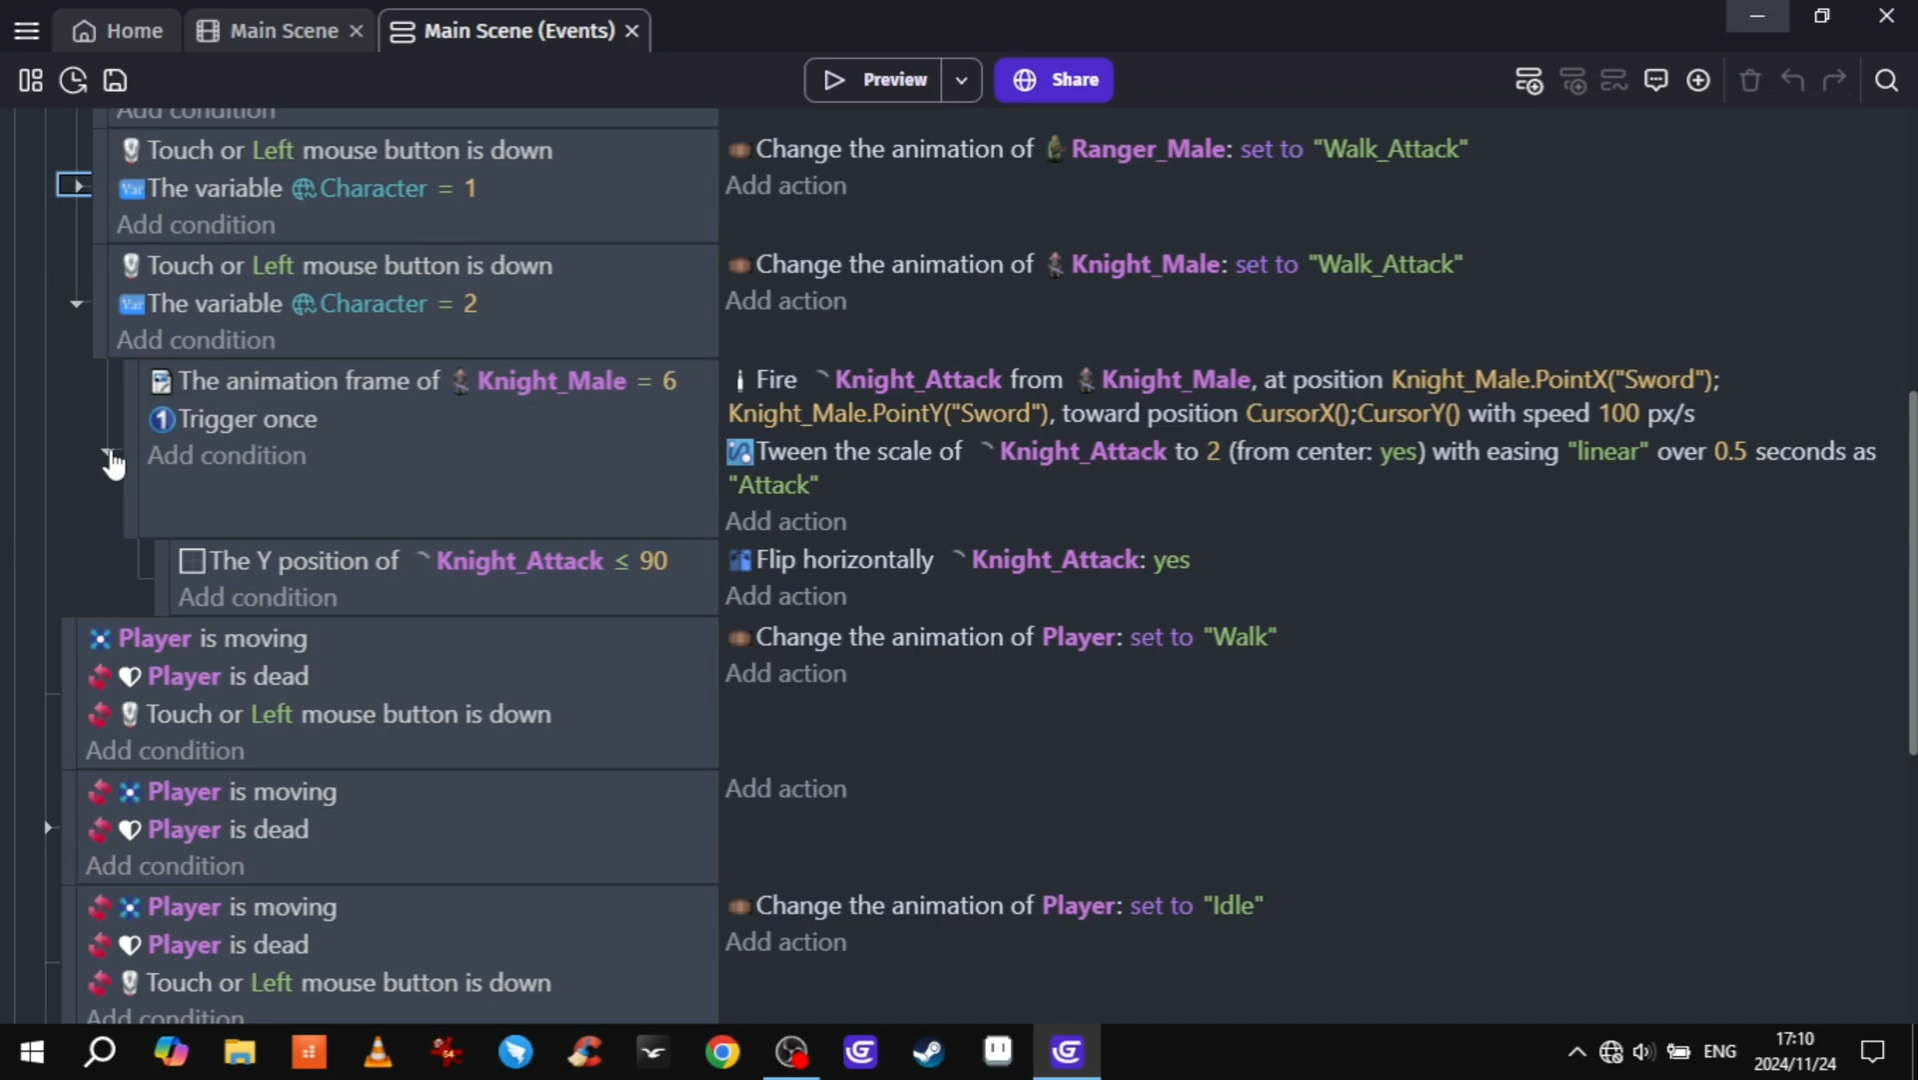 Home
Main Scene
Main Scene (Events)
Preview
Share
Add condition
Touch or Left mouse button is down
Change the animation of Ranger_Male: set to "Walk_Attack"
Var The variable Character = 1
Add action
Add condition
Touch or Left mouse button is down
Change the animation of Knight_Male: set to "Walk_Attack"
Var The variable Character = 2
Add action
Add condition
The animation frame of Knight_Male = 6
Fire Knight_Attack from Knight_Male, at position Knight_Male.PointX("Sword");
Knight_Male.PointY("Sword"), toward position CursorX();CursorY() with speed 100 px/s
1 Trigger once
Tween the scale of Knight_Attack to 2 (from center: yes) with easing "linear" over 0.5 seconds as
"Attack"
Add condition
Add action
The Y position of Knight_Attack ≤ 90
Flip horizontally Knight_Attack: yes
Add condition
Add action
Player is moving
Change the animation of Player: set to "Walk"
Player is dead
Add action
Touch or Left mouse button is down
Add condition
Player is moving
Add action
Player is dead
Add condition
Player is moving
Change the animation of Player: set to "Idle"
Player is dead
Add action
Touch or Left mouse button is down
Add condition
64
ENG
17:10
2024/11/24